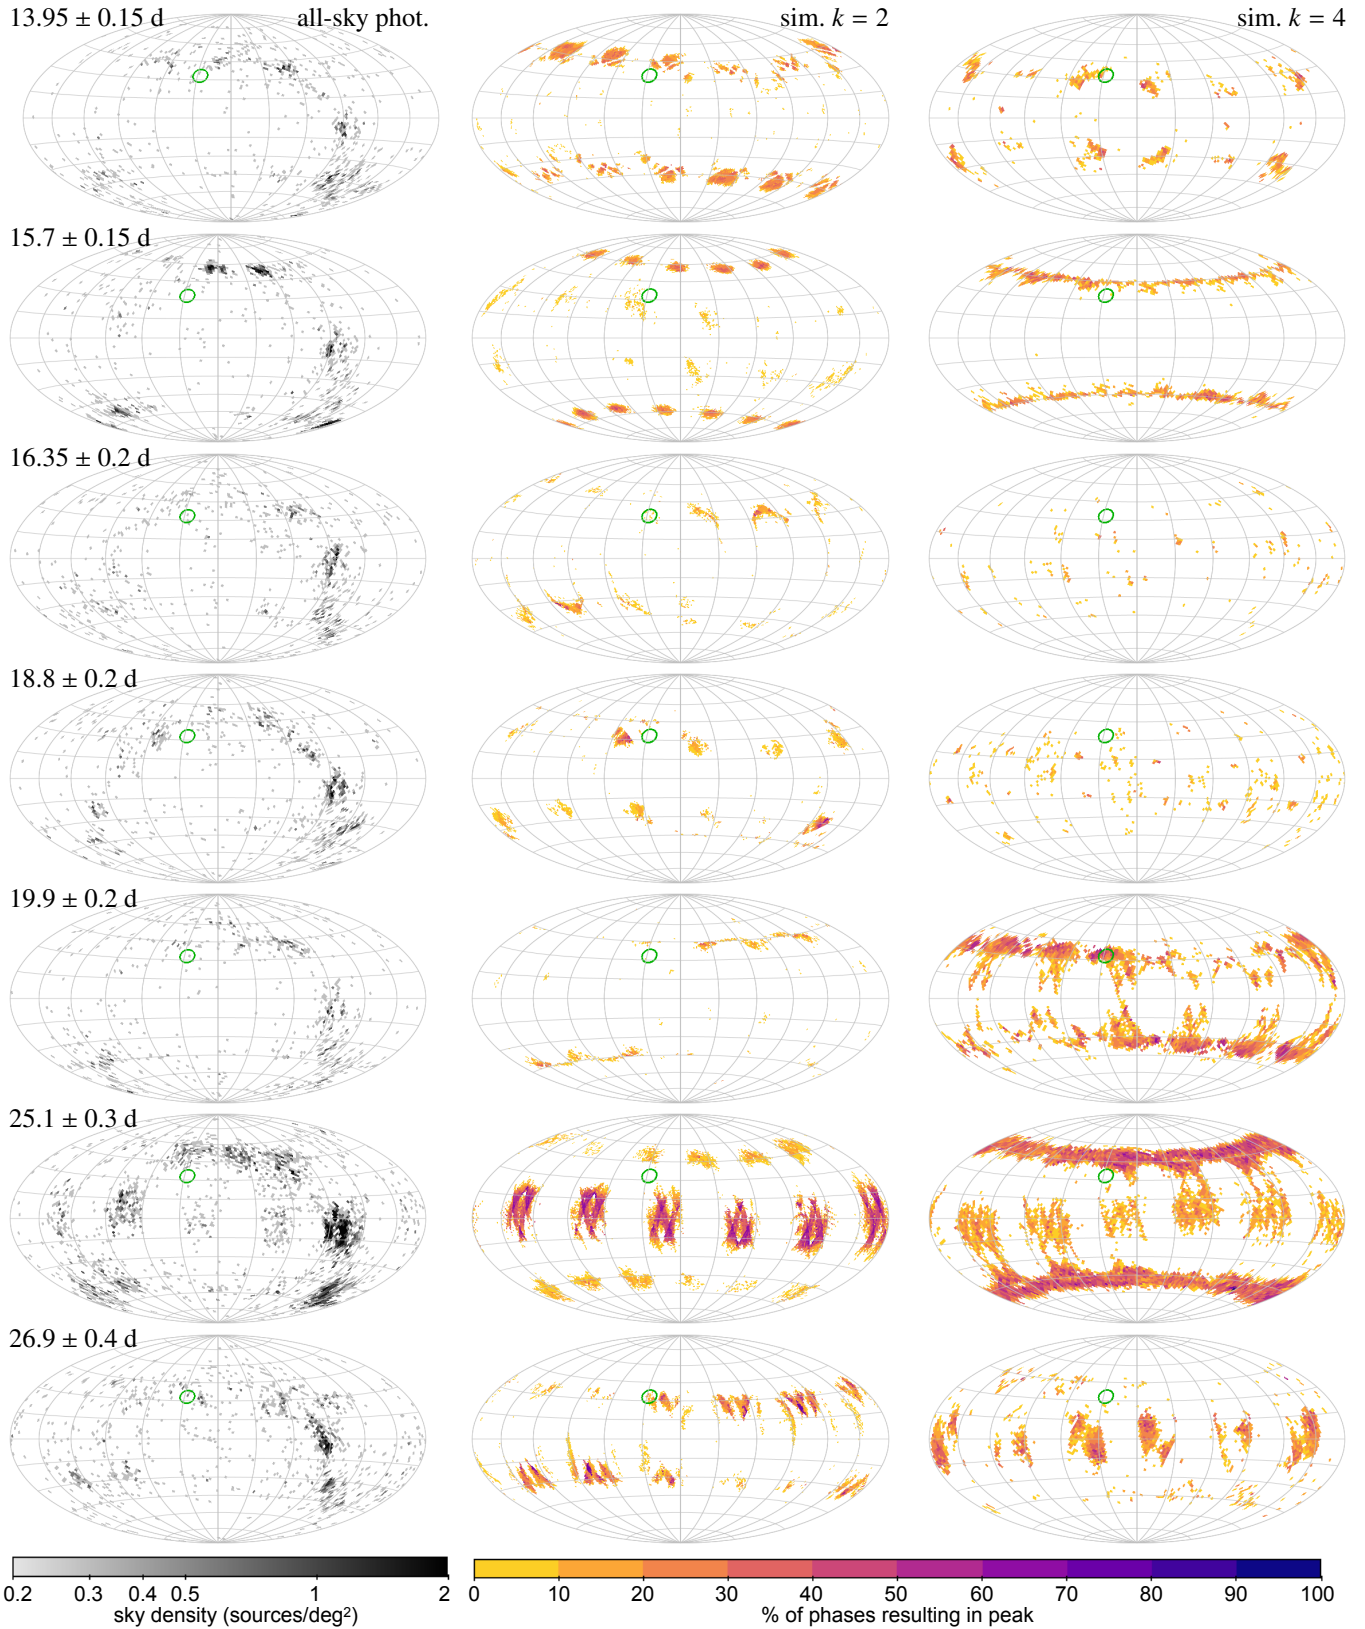 13.95 ± 0.15 d all-sky phot. sim. k = 2 sim. k = 4
15.7 ± 0.15 d
16.35 ± 0.2 d
18.8 ± 0.2 d
19.9 ± 0.2 d
25.1 ± 0.3 d
26.9 ± 0.4 d
0.2 0.3 0.4 0.5 1 2
sky density (sources/deg²)
0 10 20 30 40 50 60 70 80 90 100
% of phases resulting in peak